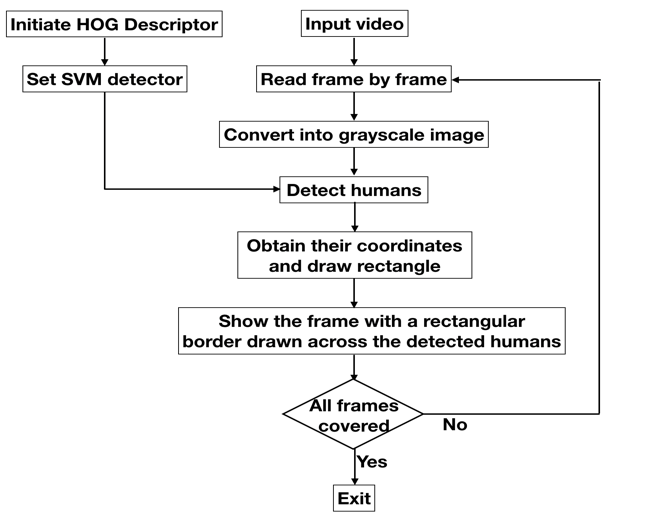 Initiate HOG Descriptor
Input video
Set SVM detector
Read frame by frame
Convert into grayscale image
Detect humans
Obtain their coordinates
and draw rectangle
Show the frame with a rectangular
border drawn across the detected humans
All frames
covered
No
Yes
Exit